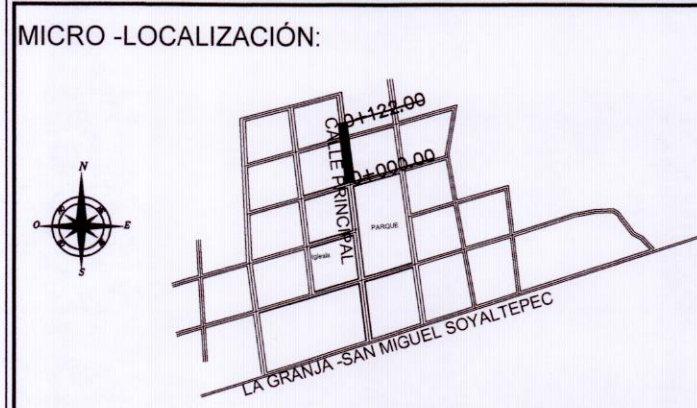 MICRO -LOCALIZACIÓN:
0+122.00
CALLE PRINCIPAL
0+000.00
N
O
E
S
PARQUE
Iglesia
LA GRANJA -SAN MIGUEL SOYALTEPEC